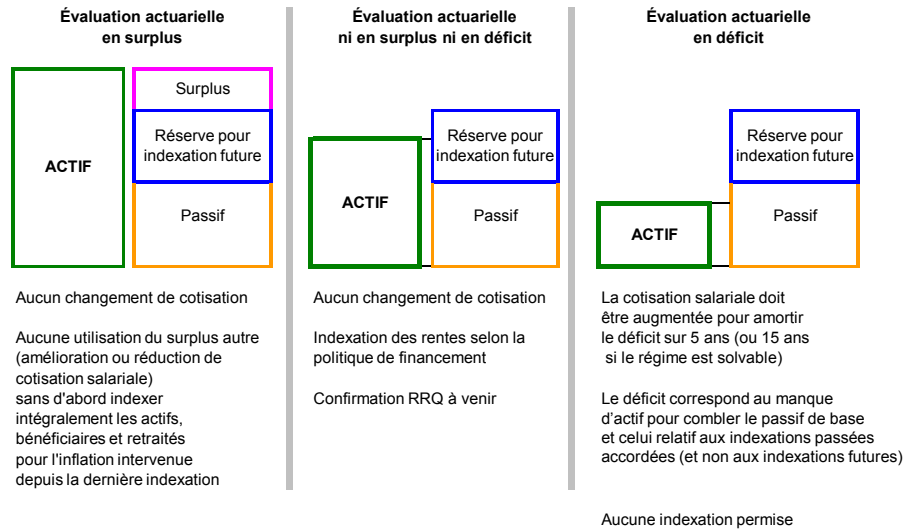 Évaluation actuarielle
en surplus
Surplus
Réserve pour
indexation future
ACTIF
Passif
Aucun changement de cotisation
Aucune utilisation du surplus autre
(amélioration ou réduction de
cotisation salariale)
sans d'abord indexer
intégralement les actifs,
bénéficiaires et retraités
pour l'inflation intervenue
depuis la dernière indexation
Évaluation actuarielle
ni en surplus ni en déficit
Réserve pour
indexation future
ACTIF
Passif
Aucun changement de cotisation
Indexation des rentes selon la
politique de financement
Confirmation RRQ à venir
Évaluation actuarielle
en déficit
Réserve pour
indexation future
Passif
ACTIF
La cotisation salariale doit
être augmentée pour amortir
le déficit sur 5 ans (ou 15 ans
si le régime est solvable)
Le déficit correspond au manque
d'actif pour combler le passif de base
et celui relatif aux indexations passées
accordées (et non aux indexations futures)
Aucune indexation permise